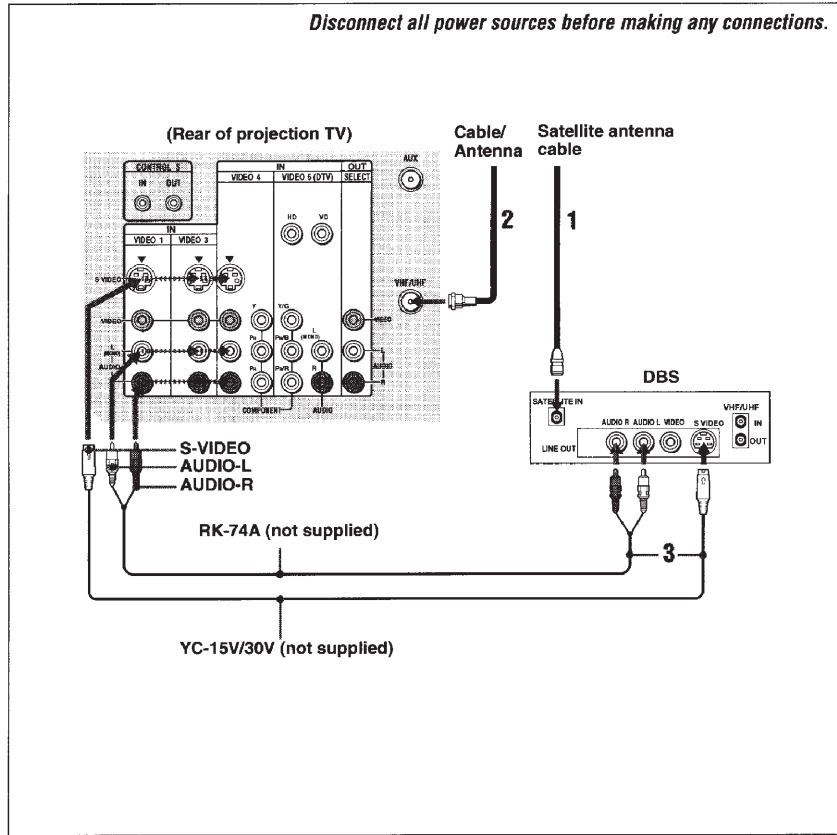 Disconnect all power sources before making any connections.
(Rear of projection TV)
Cable/
Antenna
Satellite antenna
cable
CONTROL S
IN OUT
IN
OUT
VIDEO 4
VIDEO 5 (DTV)
SELECT
AUX
HD VD
IN
VIDEO 1
VIDEO 3
2
1
S VIDEO
VHF/UHF
VIDEO
Y
Y/G
VIDEO
L
(MONO)
PB
PB/B
L
(MONO)
L
AUDIO
AUDIO
PR
PR/R
R
R
COMPONENT
AUDIO
DBS
SATELLITE IN
AUDIO R
AUDIO L
VIDEO
S VIDEO
VHF/UHF
IN
OUT
LINE OUT
S-VIDEO
AUDIO-L
AUDIO-R
RK-74A (not supplied)
3
YC-15V/30V (not supplied)